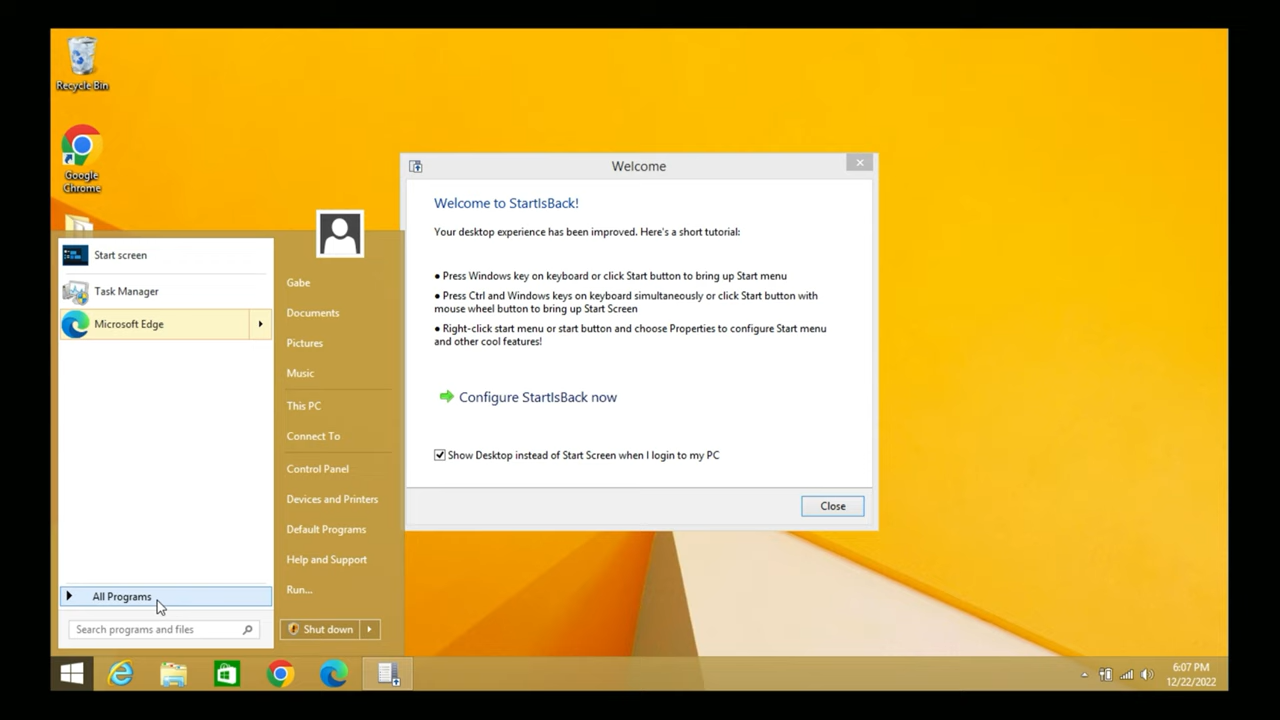 Recycle Bin
Google
Chrome
Start screen
Task Manager
Microsoft Edge
All Programs
Search programs and files
Gabe
Documents
Pictures
Music
This PC
Connect To
Control Panel
Devices and Printers
Default Programs
Help and Support
Run...
Shut down
Welcome
Welcome to StartIsBack!
Your desktop experience has been improved. Here's a short tutorial:
• Press Windows key on keyboard or click Start button to bring up Start menu
• Press Ctrl and Windows keys on keyboard simultaneously or click Start button with
mouse wheel button to bring up Start Screen
• Right-click start menu or start button and choose Properties to configure Start menu
and other cool features!
Configure StartIsBack now
Show Desktop instead of Start Screen when I login to my PC
Close
6:07 PM
12/22/2022